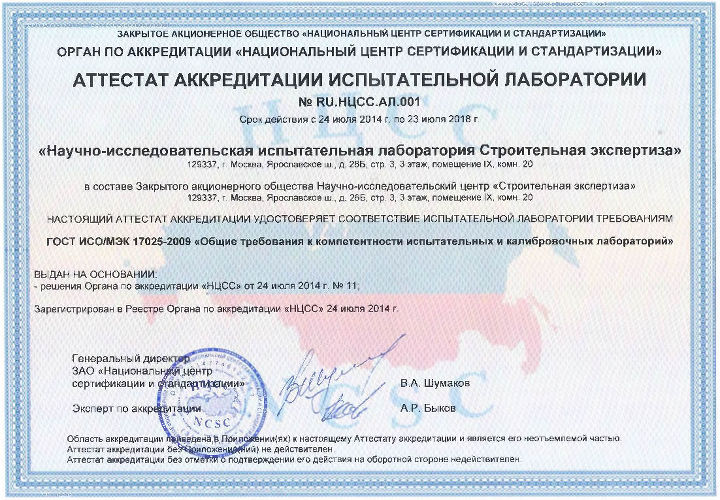 ЗАКРЫТОЕ АКЦИОНЕРНОЕ ОБЩЕСТВО «НАЦИОНАЛЬНЫЙ ЦЕНТР СЕРТИФИКАЦИИ И СТАНДАРТИЗАЦИИ»
ОРГАН ПО АККРЕДИТАЦИИ «НАЦИОНАЛЬНЫЙ ЦЕНТР СЕРТИФИКАЦИИ И СТАНДАРТИЗАЦИИ»
АТТЕСТАТ АККРЕДИТАЦИИ ИСПЫТАТЕЛЬНОЙ ЛАБОРАТОРИИ
№ RU.НЦСС.АЛ.001
НЦСС
Срок действия с 24 июля 2014 г. по 23 июля 2018 г.
«Научно-исследовательская испытательная лаборатория Строительная экспертиза»
129337, г. Москва, Ярославское ш., д. 26Б, стр. 3, 3 этаж, помещение IX, комн. 20
в составе Закрытого акционерного общества Научно-исследовательский центр «Строительная экспертиза»
129337, г. Москва, Ярославское ш., д. 26Б, стр. 3, 3 этаж, помещение IX, комн. 20
НАСТОЯЩИЙ АТТЕСТАТ АККРЕДИТАЦИИ УДОСТОВЕРЯЕТ СООТВЕТСТВИЕ ИСПЫТАТЕЛЬНОЙ ЛАБОРАТОРИИ ТРЕБОВАНИЯМ
ГОСТ ИСО/МЭК 17025-2009 «Общие требования к компетентности испытательных и калибровочных лабораторий»
ВЫДАН НА ОСНОВАНИИ:
- решения Органа по аккредитации «НЦСС» от 24 июля 2014 г. № 11;
Зарегистрирован в Реестре Органа по аккредитации «НЦСС» 24 июля 2014 г.
Генеральный директор
ЗАО «Национальный центр
сертификации и стандартизации»
В.А. Шумаков
Эксперт по аккредитации
А.Р. Быков
НЦСС
NCSC
NCSC
Область аккредитации приведена в Приложении(ях) к настоящему Аттестату аккредитации и является его неотъемлемой частью.
Аттестат аккредитации без Приложения(ний) не действителен.
Аттестат аккредитации без отметки о подтверждении его действия на оборотной стороне недействителен.